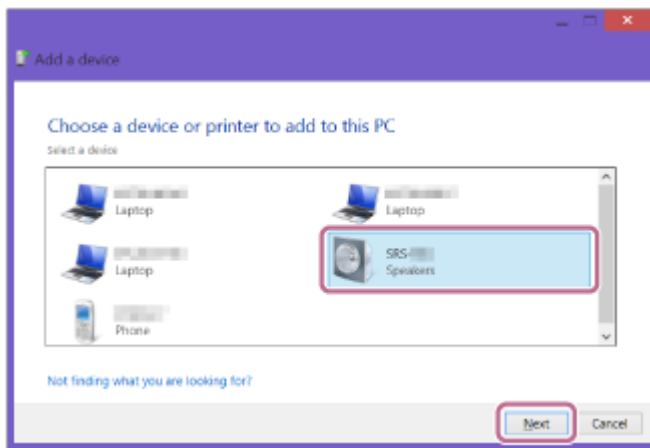 Add a device
Choose a device or printer to add to this PC
Select a device
Laptop
Laptop
Laptop
SRS-
Speakers
Phone
Not finding what you are looking for?
Next
Cancel